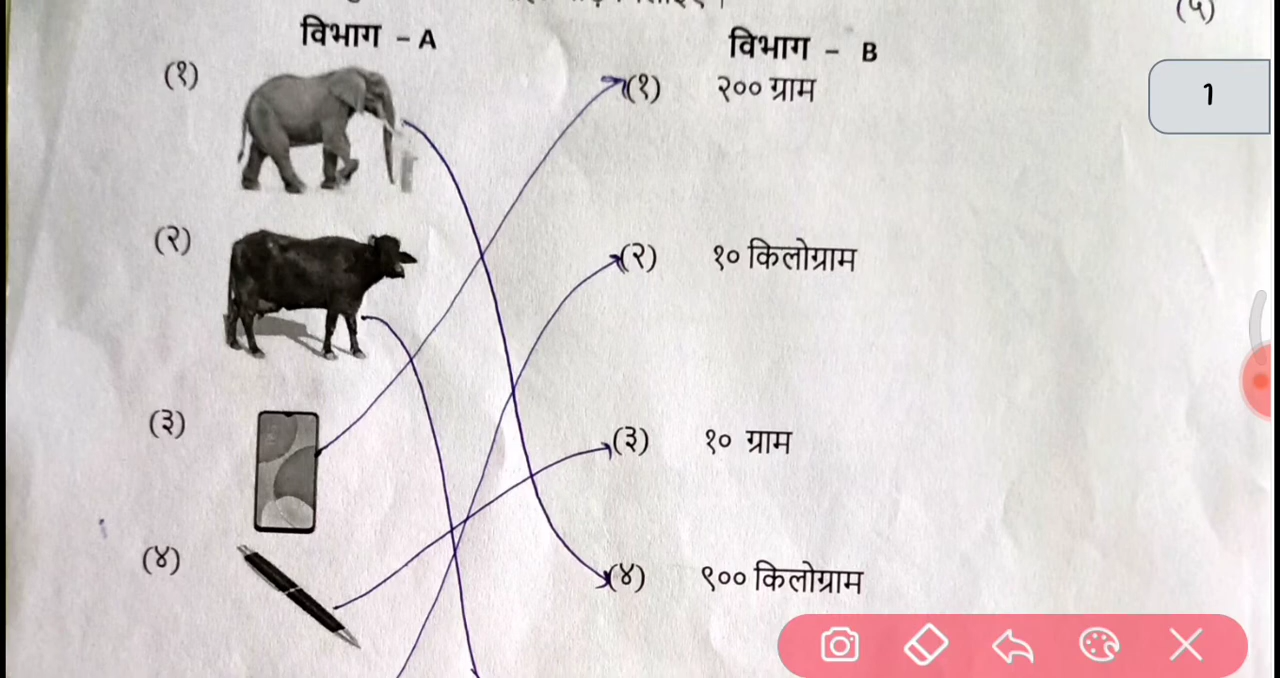 (५)
विभाग - A
विभाग - B
(१)
(१) २०० ग्राम
1
(२)
(२) १० किलोग्राम
(३)
(३) १० ग्राम
(४)
(४) ९०० किलोग्राम